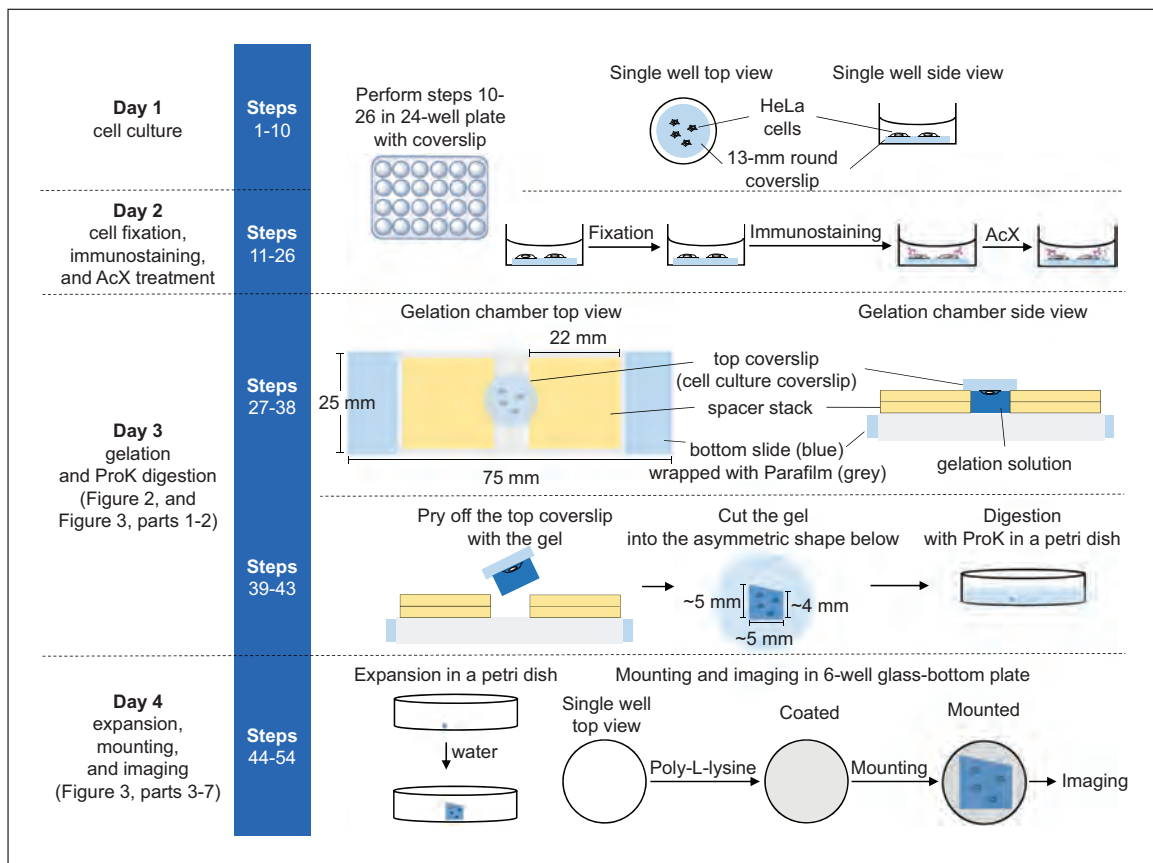 Day 1
cell culture
Steps
1-10
Perform steps 10-
26 in 24-well plate
with coverslip
Single well top view
Single well side view
HeLa
cells
13-mm round
coverslip
Day 2
cell fixation,
immunostaining,
and AcX treatment
Steps
11-26
Fixation
Immunostaining
AcX
Day 3
gelation
and ProK digestion
(Figure 2, and
Figure 3, parts 1-2)
Steps
27-38
Gelation chamber top view
22 mm
25 mm
75 mm
Gelation chamber side view
top coverslip
(cell culture coverslip)
spacer stack
bottom slide (blue)
wrapped with Parafilm (grey)
gelation solution
Steps
39-43
Pry off the top coverslip
with the gel
Cut the gel
into the asymmetric shape below
~5 mm
~4 mm
~5 mm
Digestion
with ProK in a petri dish
Day 4
expansion,
mounting,
and imaging
(Figure 3, parts 3-7)
Steps
44-54
Expansion in a petri dish
water
Mounting and imaging in 6-well glass-bottom plate
Single well
top view
Poly-L-lysine
Coated
Mounting
Mounted
Imaging